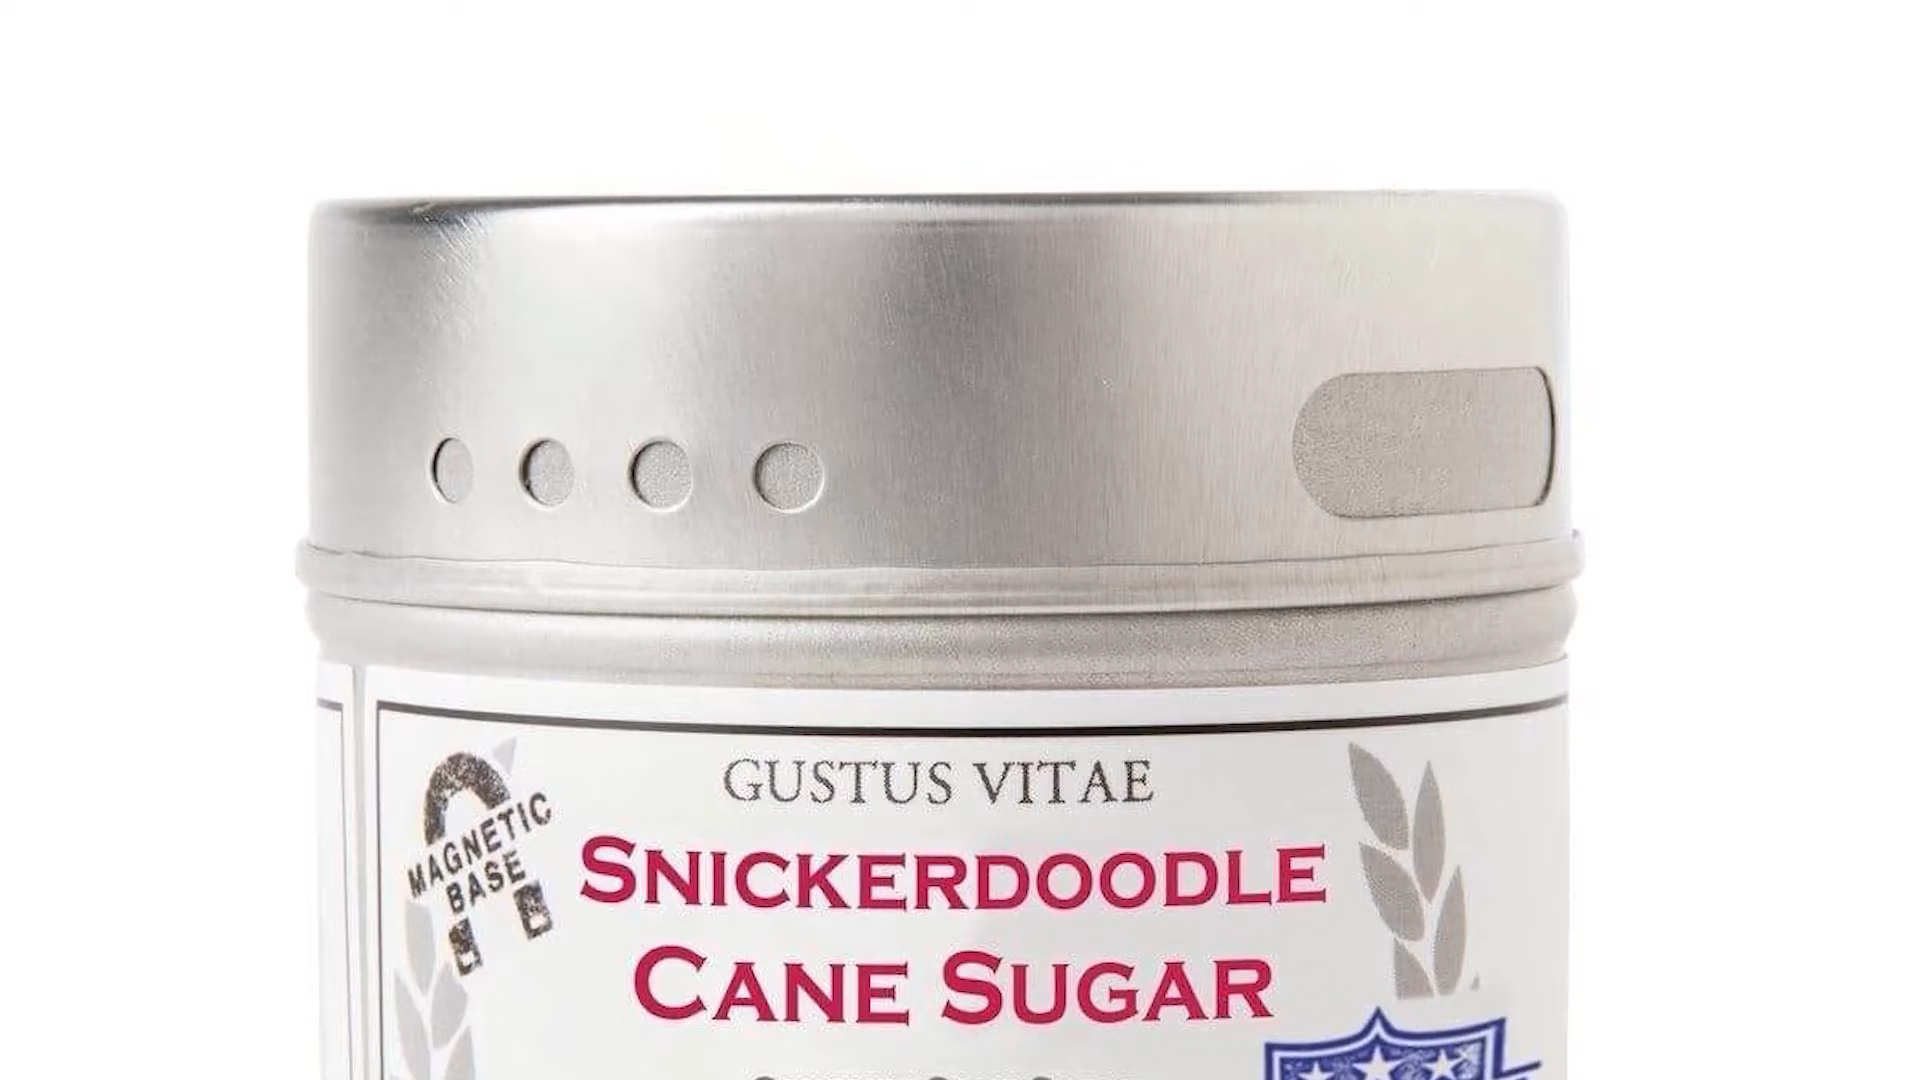 GUSTUS VITAE
MAGNETIC
BASE
SNICKERDOODLE
CANE SUGAR